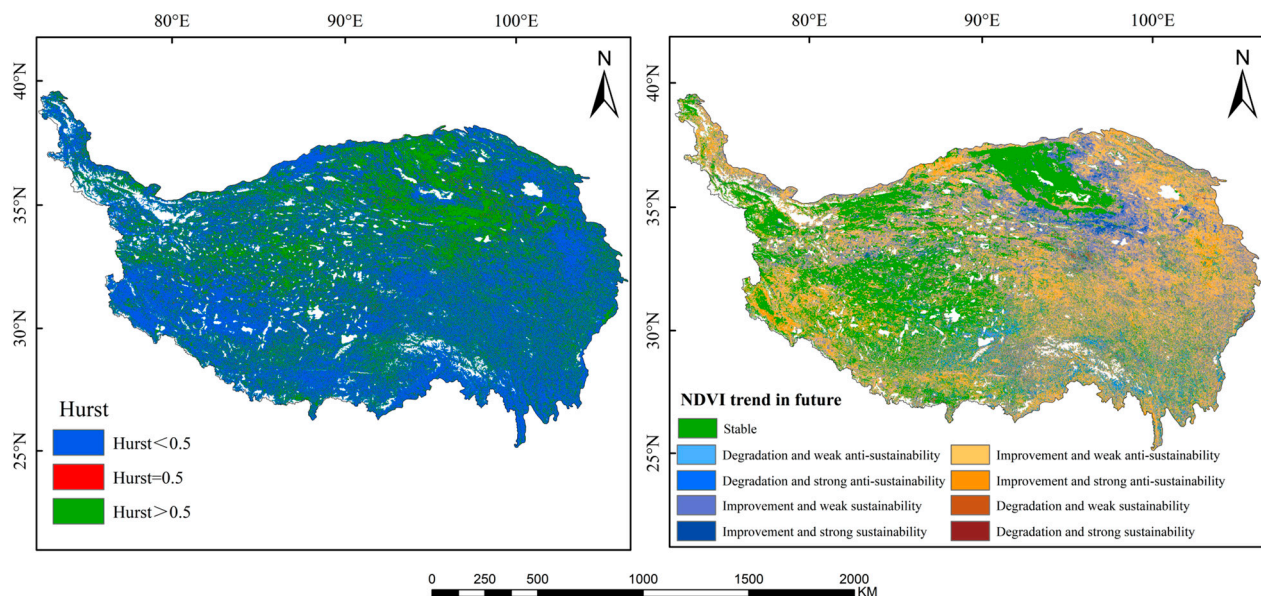 80°E 90°E 100°E
40°N
35°N
30°N
25°N
N
Hurst
Hurst＜0.5
Hurst=0.5
Hurst＞0.5
80°E 90°E 100°E
40°N
35°N
30°N
25°N
N
NDVI trend in future
Stable
Degradation and weak anti-sustainability
Degradation and strong anti-sustainability
Improvement and weak sustainability
Improvement and strong sustainability
Improvement and weak anti-sustainability
Improvement and strong anti-sustainability
Degradation and weak sustainability
Degradation and strong sustainability
0 250 500 1000 1500 2000
KM